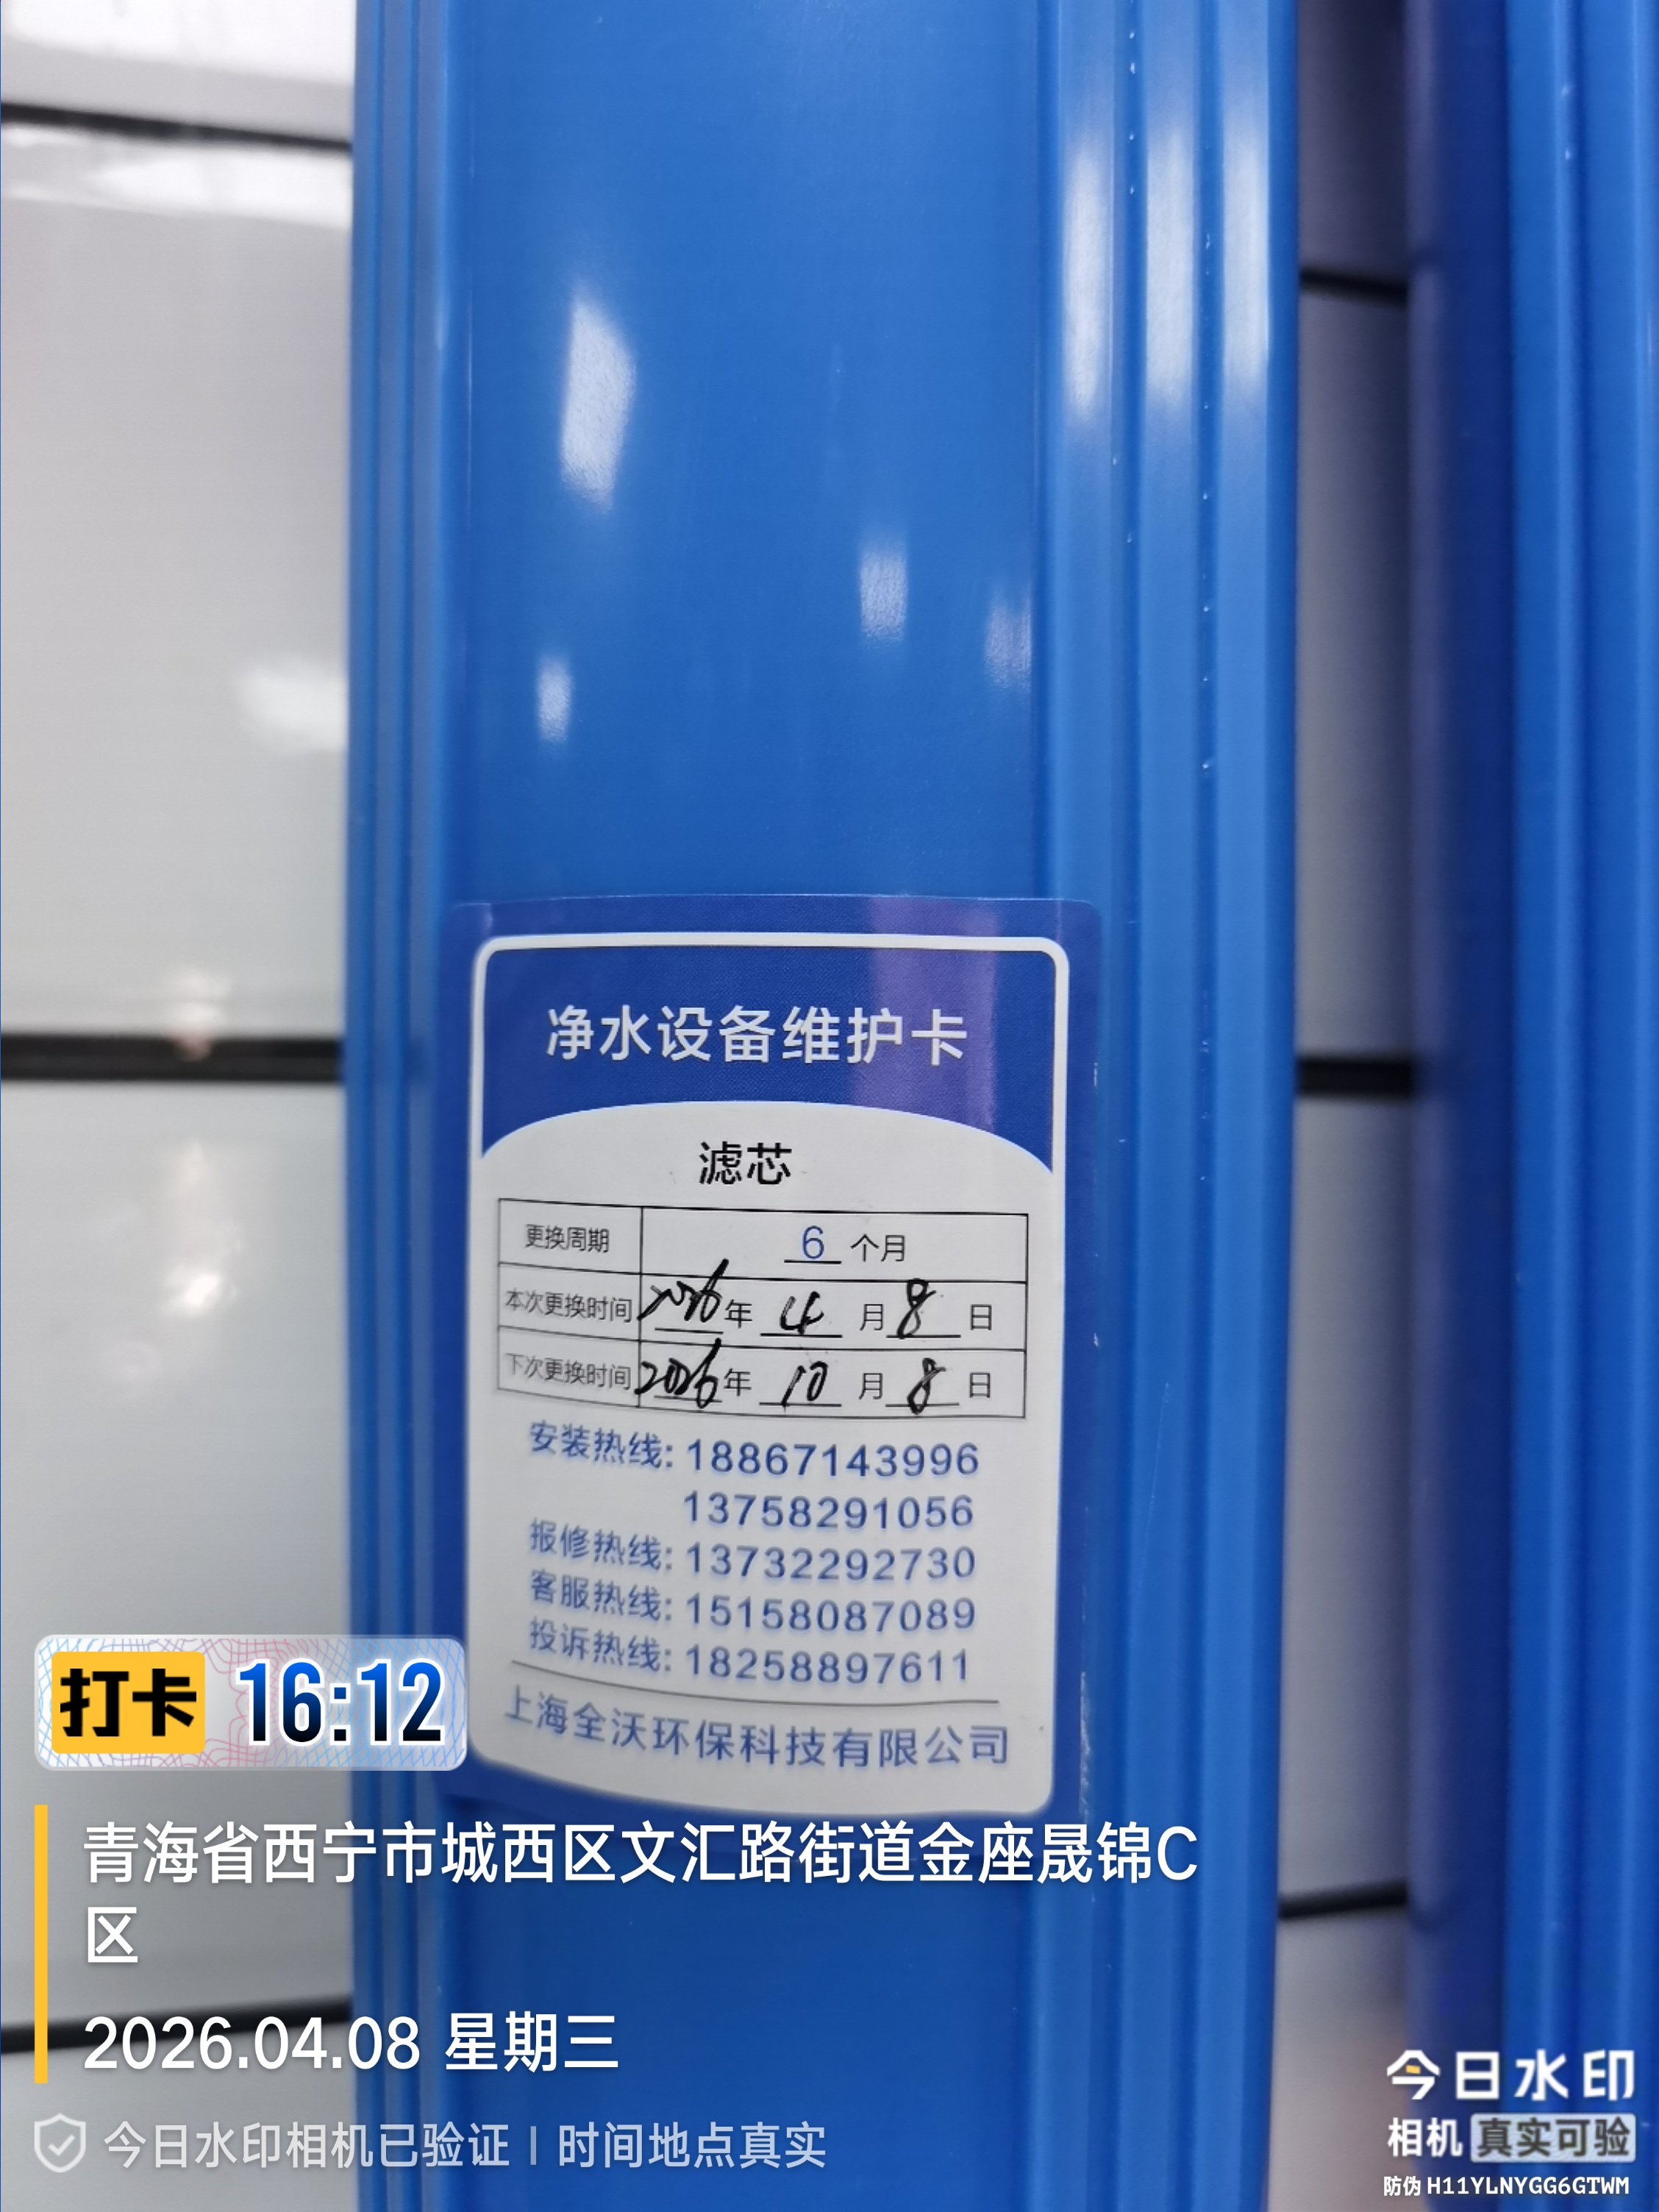 净水设备维护卡
滤芯
更换周期 6 个月
本次更换时间 2026年 4 月 8 日
下次更换时间 2026年 10 月 8 日
安装热线: 18867143996
13758291056
报修热线: 13732292730
客服热线: 15158087089
投诉热线: 18258897611
上海全沃环保科技有限公司
打卡 16:12
青海省西宁市城西区文汇路街道金座晟锦C
区
2026.04.08 星期三
今日水印相机已验证 | 时间地点真实
今日水印
相机 真实可验
防伪 H11YLNYGG6GTWM